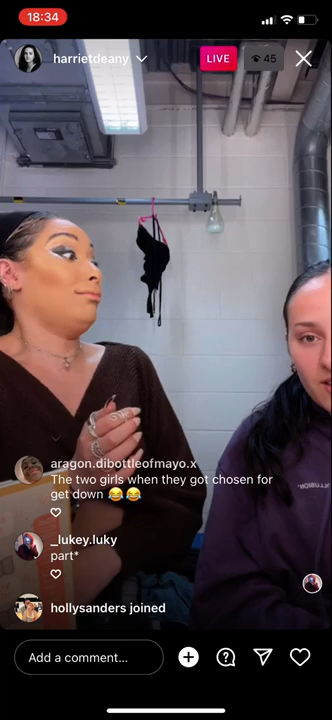 18:34
harrietdeany
LIVE
45
aragon.dibottleofmayo.x
The two girls when they got chosen for
get down 😂😂
_lukey.luky
part*
hollysanders joined
Add a comment...